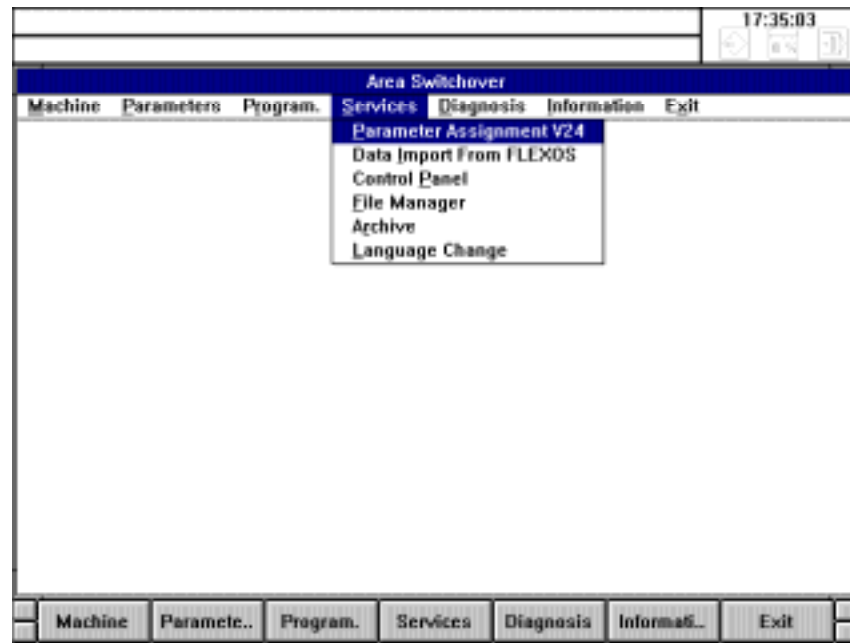 17:35:03
Area Switchover
Machine Parameters Program. Services Diagnosis Information Exit
Parameter Assignment V24
Data Import From FLEXOS
Control Panel
File Manager
Archive
Language Change
Machine Paramete.. Program. Services Diagnosis Informati.. Exit